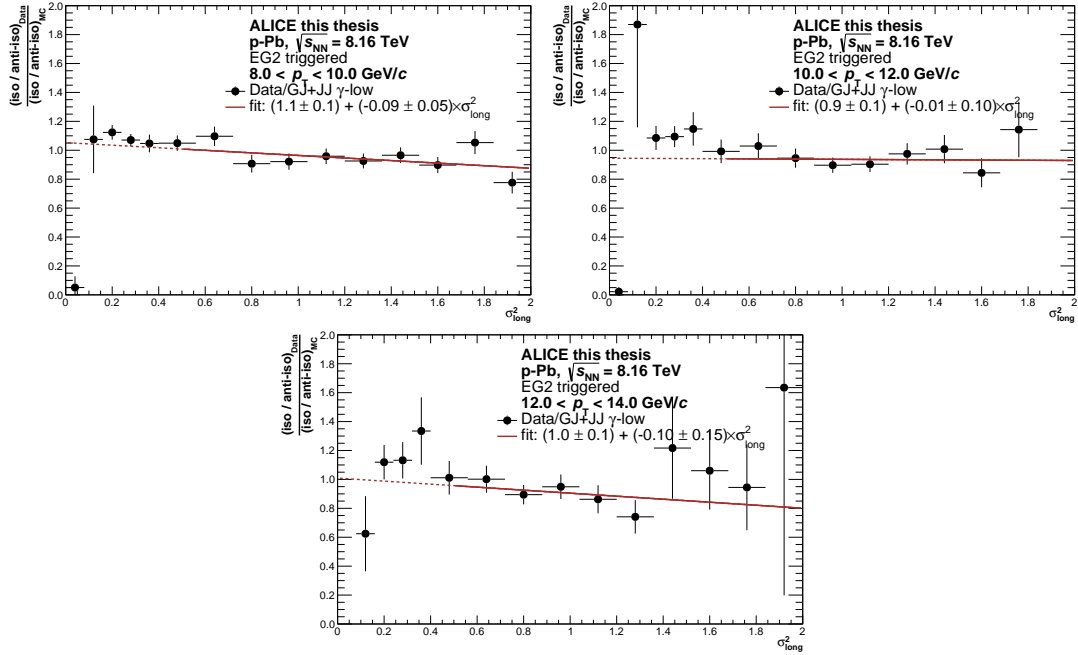 (iso / anti-iso)Data
(iso / anti-iso)MC
ALICE this thesis
p-Pb, √sNN = 8.16 TeV
EG2 triggered
8.0 < pT < 10.0 GeV/c
Data/GJ+JJ γ-low
fit: (1.1 ± 0.1) + (-0.09 ± 0.05)×σ²long
2.0
1.8
1.6
1.4
1.2
1.0
0.8
0.6
0.4
0.2
0.0
0 0.2 0.4 0.6 0.8 1 1.2 1.4 1.6 1.8 2
σ²long
(iso / anti-iso)Data
(iso / anti-iso)MC
ALICE this thesis
p-Pb, √sNN = 8.16 TeV
EG2 triggered
10.0 < pT < 12.0 GeV/c
Data/GJ+JJ γ-low
fit: (0.9 ± 0.1) + (-0.01 ± 0.10)×σ²long
2.0
1.8
1.6
1.4
1.2
1.0
0.8
0.6
0.4
0.2
0.0
0 0.2 0.4 0.6 0.8 1 1.2 1.4 1.6 1.8 2
σ²long
(iso / anti-iso)Data
(iso / anti-iso)MC
ALICE this thesis
p-Pb, √sNN = 8.16 TeV
EG2 triggered
12.0 < pT < 14.0 GeV/c
Data/GJ+JJ γ-low
fit: (1.0 ± 0.1) + (-0.10 ± 0.15)×σ²long
2.0
1.8
1.6
1.4
1.2
1.0
0.8
0.6
0.4
0.2
0.0
0 0.2 0.4 0.6 0.8 1 1.2 1.4 1.6 1.8 2
σ²long